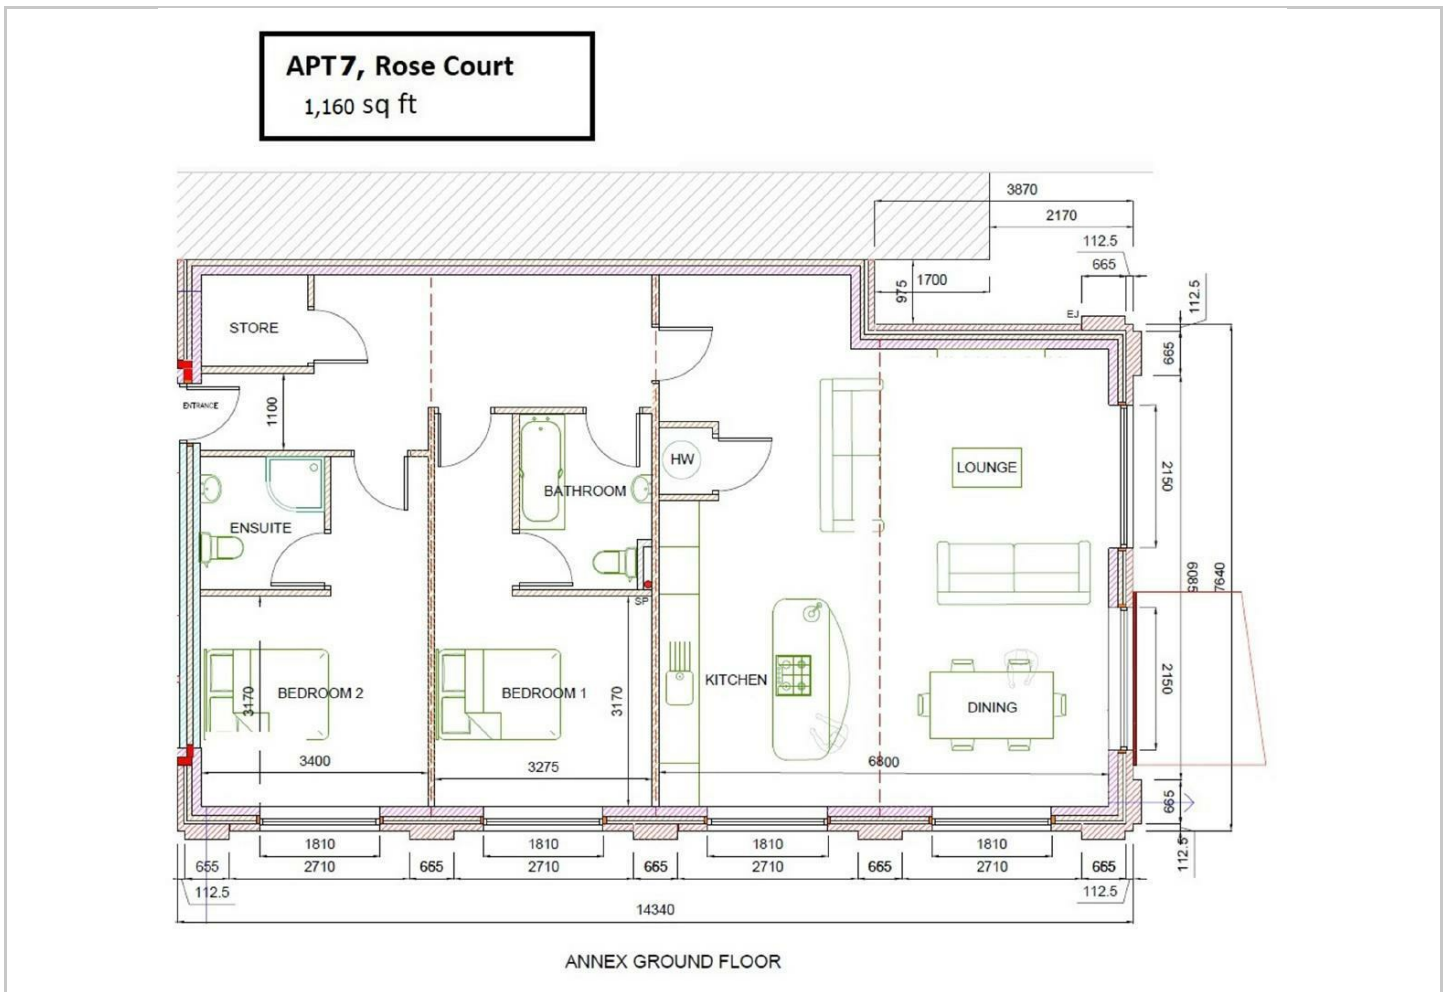 APT 7, Rose Court
1,160 sq ft
3870
2170
112.5
665
1700
975
EJ
112.5
665
STORE
ENTRANCE
1100
HW
LOUNGE
2150
BATHROOM
ENSUITE
6085
7640
SP
KITCHEN
BEDROOM 2
3170
BEDROOM 1
3170
2150
DINING
3400
3275
6800
665
112.5
1810
1810
1810
1810
655
2710
665
2710
665
2710
665
2710
665
112.5
112.5
14340
ANNEX GROUND FLOOR